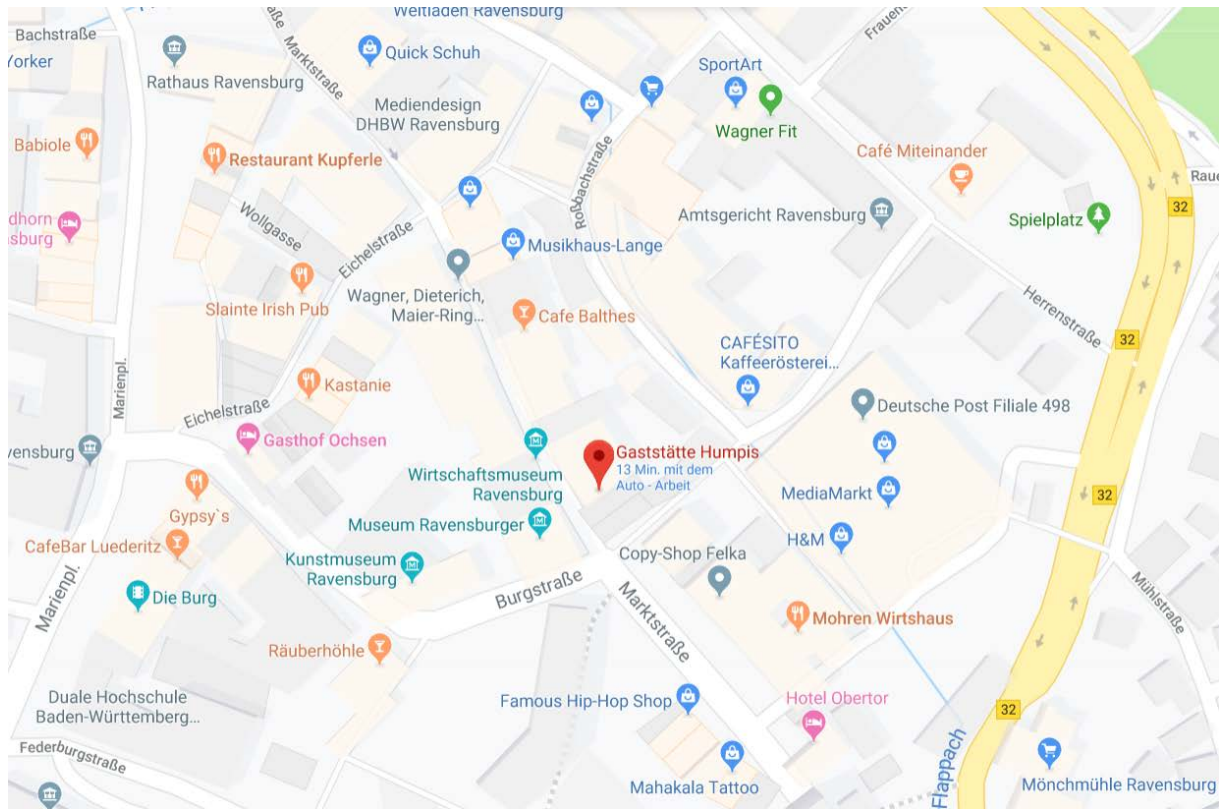 Weltladen Ravensburg
Bachstraße
Yorker
Rathaus Ravensburg
Marktstraße
Quick Schuh
SportArt
Frauen
Mediendesign
DHBW Ravensburg
Wagner Fit
Babiole
Restaurant Kupferle
Roßbachstraße
Café Miteinander
Raue
dhorn
nsburg
Wollgasse
Eichelstraße
Musikhaus-Lange
Amtsgericht Ravensburg
Spielplatz
32
Slainte Irish Pub
Wagner, Dieterich,
Maier-Ring...
Cafe Balthes
Herrenstraße
CAFÉSITO
Kaffeerösterei...
32
Marienpl.
Kastanie
Eichelstraße
Deutsche Post Filiale 498
Gasthof Ochsen
vensburg
Gaststätte Humpis
13 Min. mit dem
Auto - Arbeit
Wirtschaftsmuseum
Ravensburg
MediaMarkt
32
Gypsy`s
Museum Ravensburger
H&M
CafeBar Luederitz
Kunstmuseum
Ravensburg
Copy-Shop Felka
Die Burg
Burgstraße
Marktstraße
Mühlstraße
Marienpl.
Mohren Wirtshaus
Räuberhöhle
Duale Hochschule
Baden-Württemberg...
Famous Hip-Hop Shop
Hotel Obertor
32
Federburgstraße
Flappach
Mahakala Tattoo
Mönchmühle Ravensburg